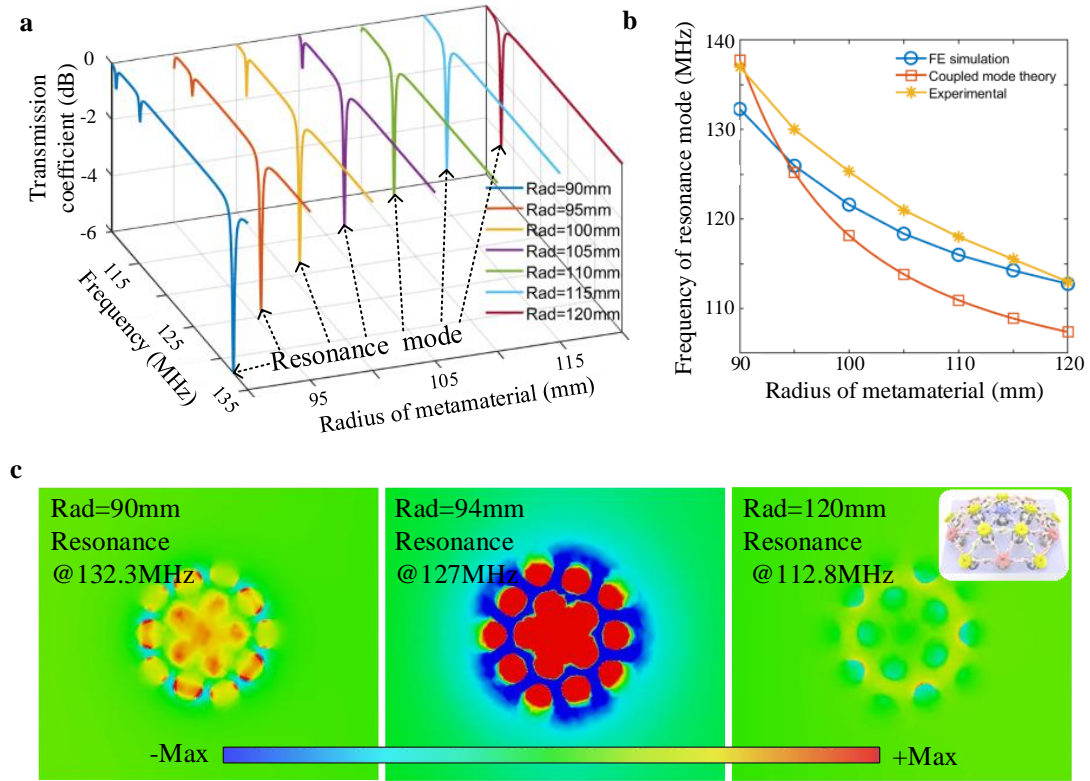 a
Transmission
coefficient (dB)
0
-2
-4
-6
115
125
135
Frequency (MHz)
95
105
115
Radius of metamaterial (mm)
Resonance mode
Rad=90mm
Rad=95mm
Rad=100mm
Rad=105mm
Rad=110mm
Rad=115mm
Rad=120mm
b
Frequency of resonance mode (MHz)
140
130
120
110
90
100
110
120
Radius of metamaterial (mm)
FE simulation
Coupled mode theory
Experimental
c
Rad=90mm
Resonance
@132.3MHz
Rad=94mm
Resonance
@127MHz
Rad=120mm
Resonance
@112.8MHz
-Max
+Max